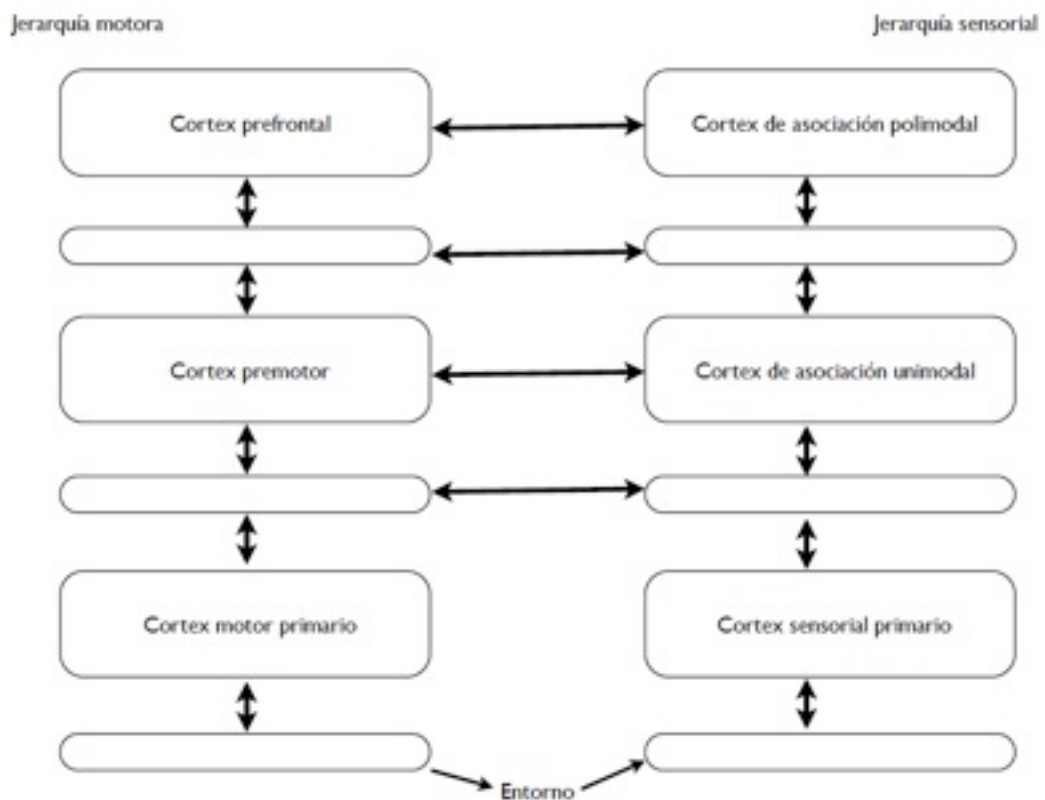 Jerarquía motora
Jerarquía sensorial
Cortex prefrontal
Cortex de asociación polimodal
Cortex premotor
Cortex de asociación unimodal
Cortex motor primario
Cortex sensorial primario
Entorno